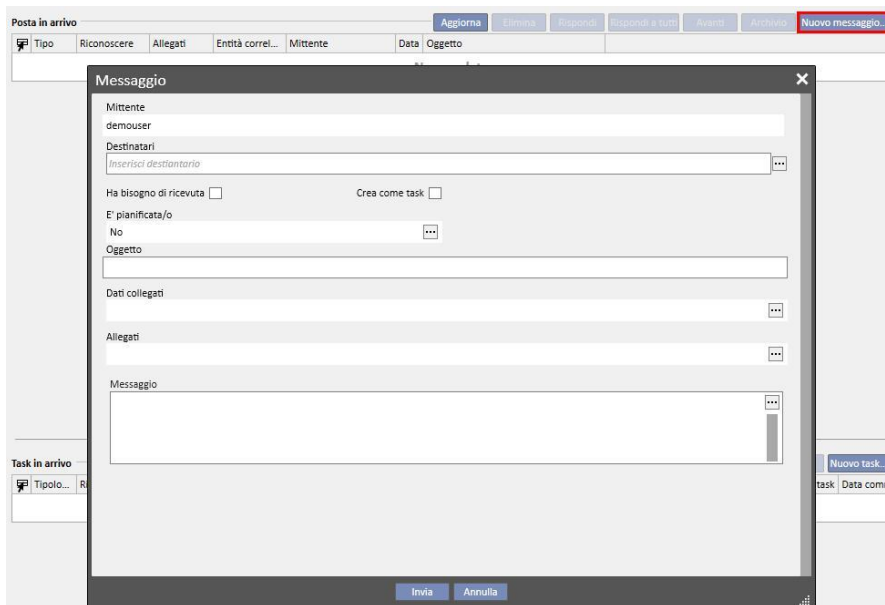 Posta in arrivo Aggiorna Elimina Rispondi Rispondi a tutti Avanti Archivio Nuovo messaggio...
Tipo Riconoscere Allegati Entità correl... Mittente Data Oggetto
Messaggio
Mittente
demouser
Destinatari
Inserisci destiantario
Ha bisogno di ricevuta Crea come task
E' pianificata/o
No
Oggetto
Dati collegati
Allegati
Messaggio
Task in arrivo Nuovo task...
Tipolo... Ri task Data com
Invia Annulla